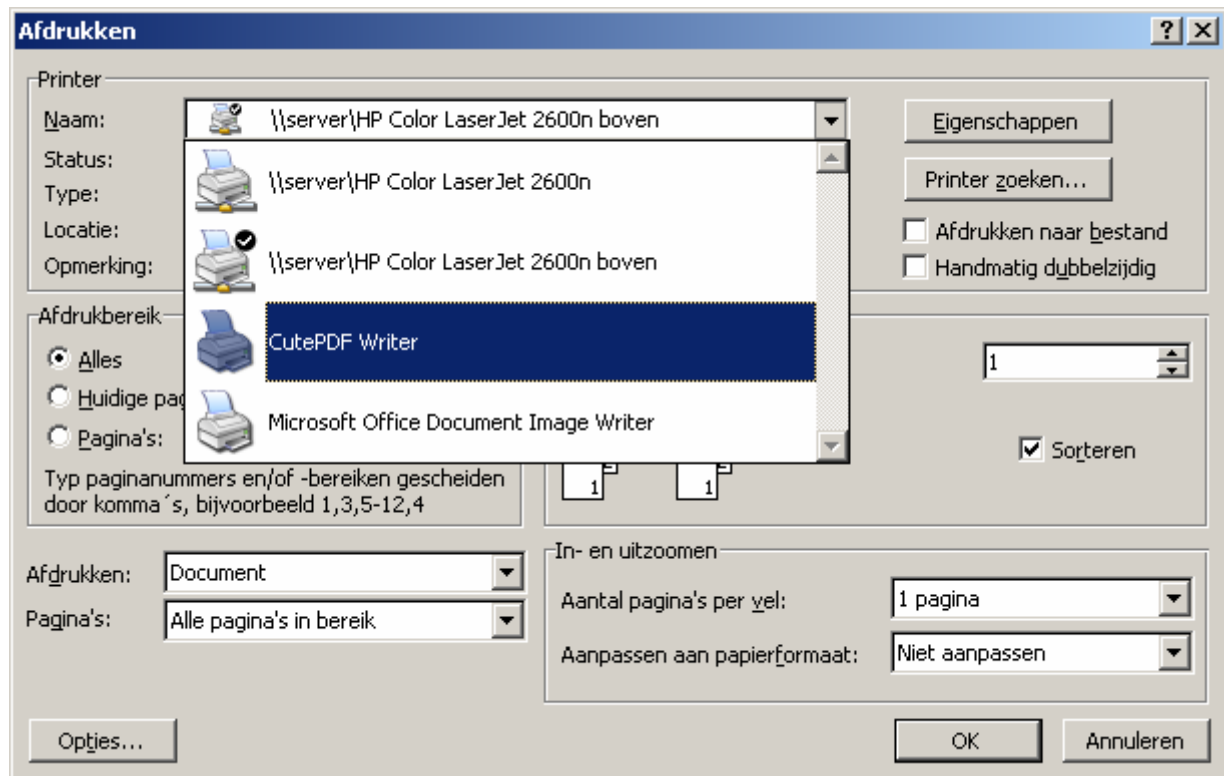 Afdrukken
Printer
Naam:
\\server\HP Color LaserJet 2600n boven
Eigenschappen
Status:
\\server\HP Color LaserJet 2600n
Type:
Printer zoeken...
Locatie:
Afdrukken naar bestand
Opmerking:
\\server\HP Color LaserJet 2600n boven
Handmatig dubbelzijdig
Afdrukbereik
CutePDF Writer
Alles
1
Huidige pag
Pagina's:
Microsoft Office Document Image Writer
Sorteren
Typ paginanummers en/of -bereiken gescheiden
door komma´s, bijvoorbeeld 1,3,5-12,4
1
1
Afdrukken:
Document
Pagina's:
Alle pagina's in bereik
In- en uitzoomen
Aantal pagina's per vel:
1 pagina
Aanpassen aan papierformaat:
Niet aanpassen
Opties...
OK
Annuleren